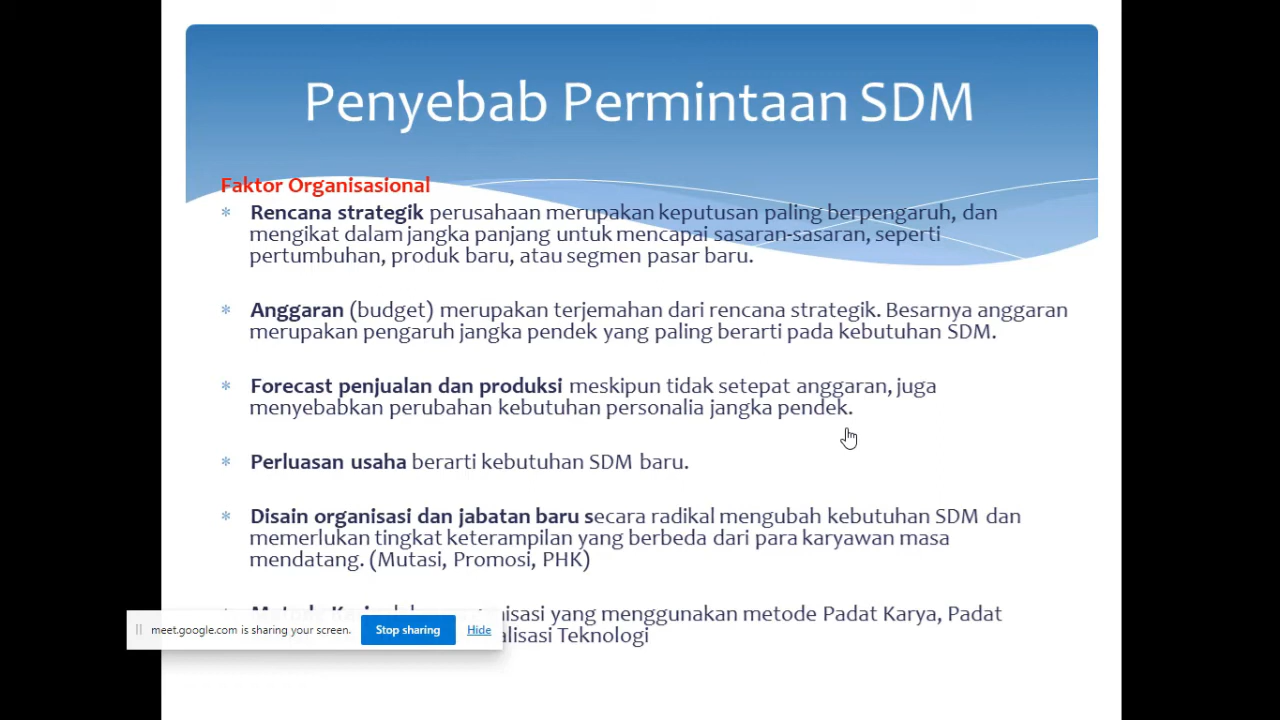 Penyebab Permintaan SDM
Faktor Organisasional
* Rencana strategik perusahaan merupakan keputusan paling berpengaruh, dan
mengikat dalam jangka panjang untuk mencapai sasaran-sasaran, seperti
pertumbuhan, produk baru, atau segmen pasar baru.
* Anggaran (budget) merupakan terjemahan dari rencana strategik. Besarnya anggaran
merupakan pengaruh jangka pendek yang paling berarti pada kebutuhan SDM.
* Forecast penjualan dan produksi meskipun tidak setepat anggaran, juga
menyebabkan perubahan kebutuhan personalia jangka pendek.
* Perluasan usaha berarti kebutuhan SDM baru.
* Disain organisasi dan jabatan baru secara radikal mengubah kebutuhan SDM dan
memerlukan tingkat keterampilan yang berbeda dari para karyawan masa
mendatang. (Mutasi, Promosi, PHK)
yang menggunakan metode Padat Karya, Padat
Teknologi
meet.google.com is sharing your screen.
Stop sharing
Hide